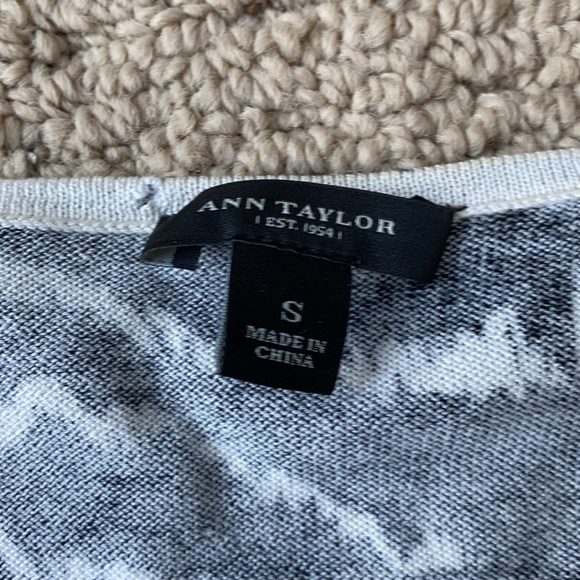 ANN TAYLOR
EST. 1954
S
MADE IN
CHINA